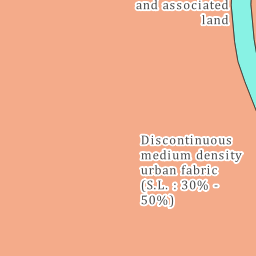 and associated
land
Discontinuous
medium density
urban fabric
(S.L. : 30% -
50%)